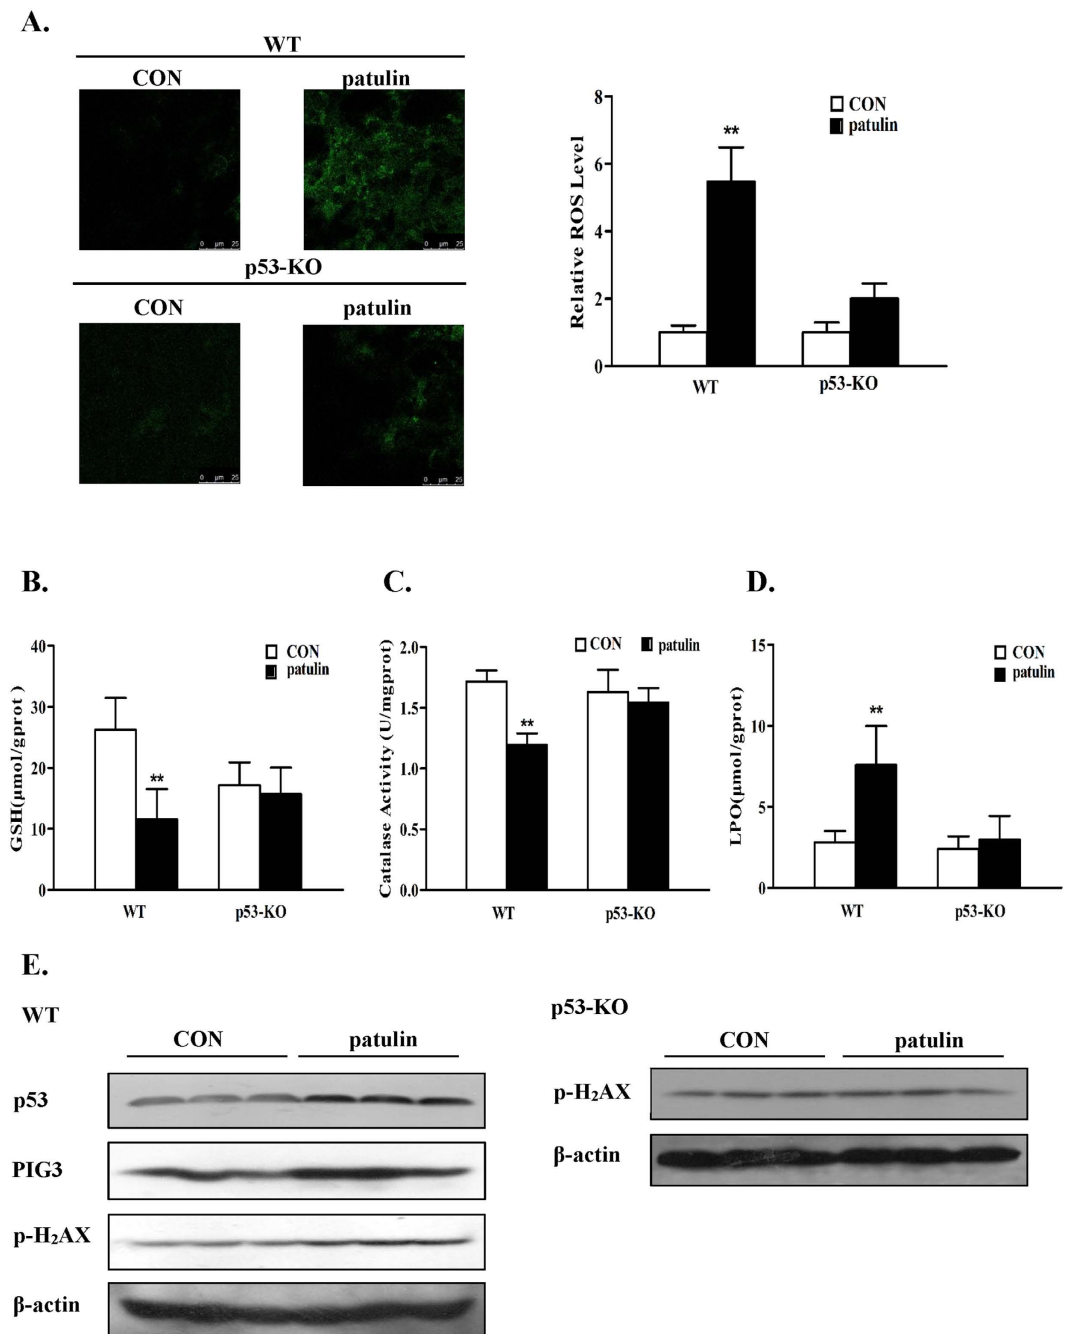 A.
WT
CON patulin
0 µm 25 0 µm 25
p53-KO
CON patulin
0 µm 25 0 µm 25
Relative ROS Level
8
6
4
2
0
CON
patulin
**
WT p53-KO
B.
GSH(µmol/gprot )
40
30
20
10
0
CON
patulin
**
WT p53-KO
C.
Catalase Activity (U/mgprot)
2.0
1.5
1.0
0.5
0.0
CON patulin
**
WT p53-KO
D.
LPO(µmol/gprot)
15
10
5
0
CON
patulin
**
WT p53-KO
E.
WT
CON patulin
p53
PIG3
p-H₂AX
β-actin
p53-KO
CON patulin
p-H₂AX
β-actin